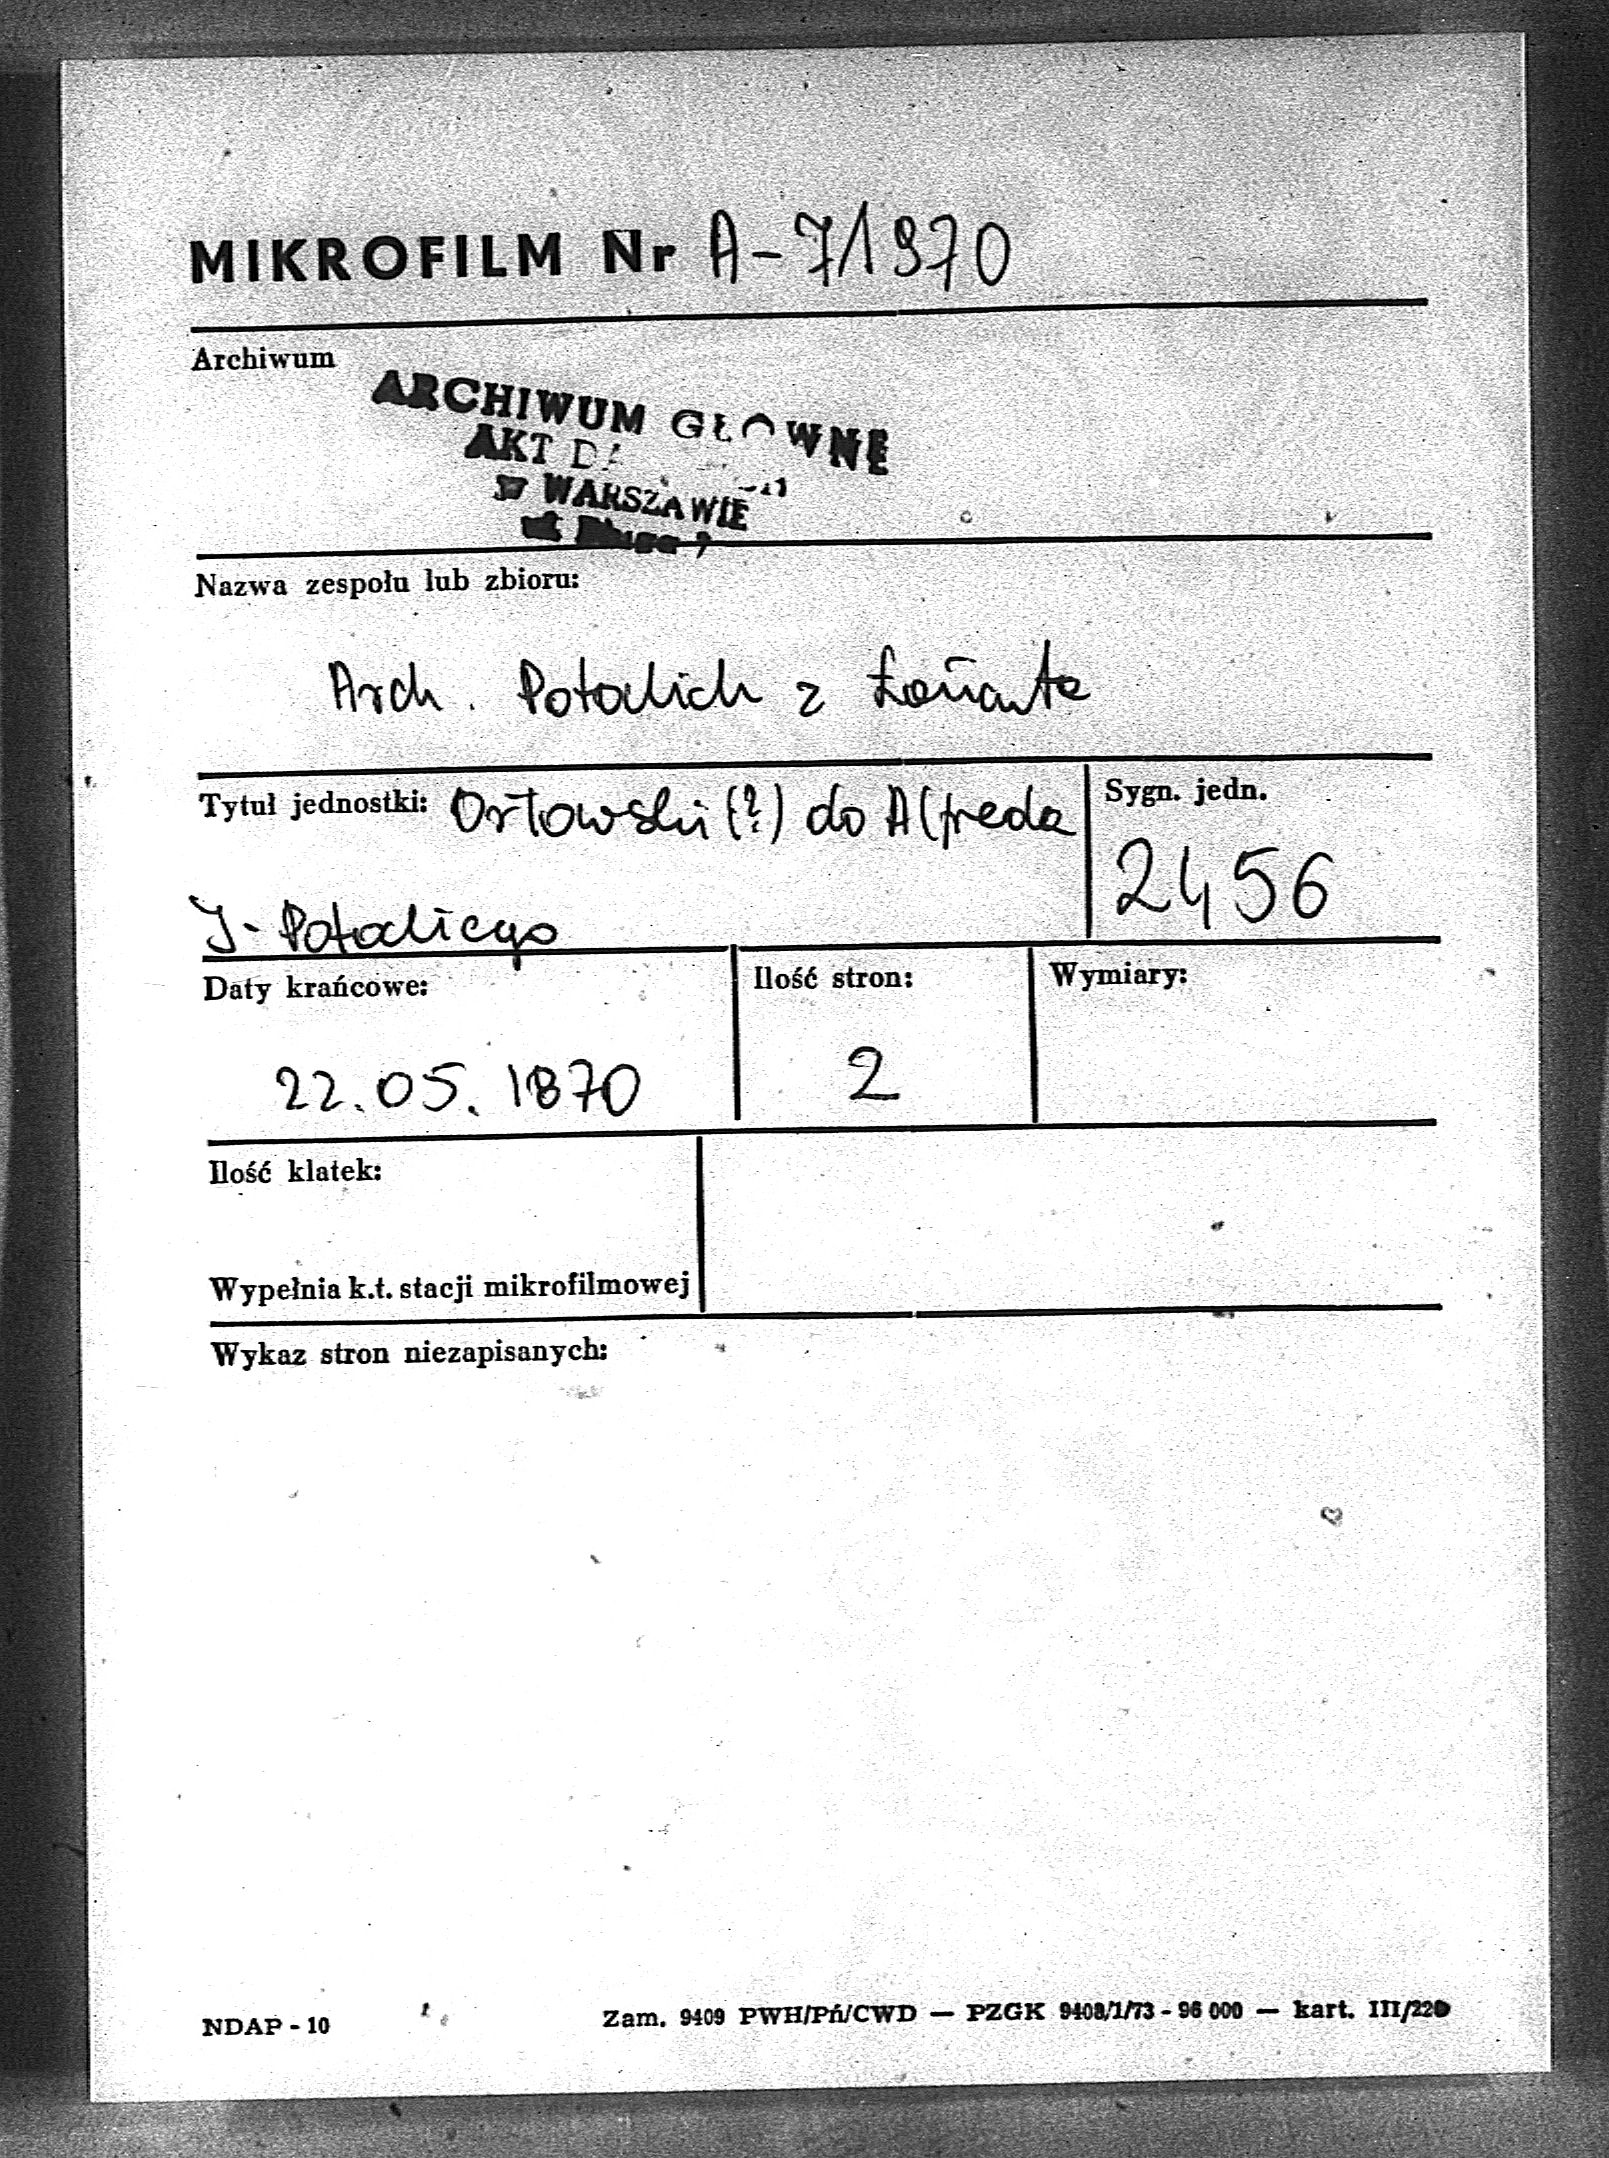 MIKROFILM Nr A-7/1970
Archiwum
ARCHIWUM GŁOWNE
AKT
W WARSZAWIE
Nazwa zespołu lub zbioru:
Arch. Potockich z Łańcuta
Tytuł jednostki: Orłowski (?) do Alfreda
J. Potockiego
Sygn. jedn.
2456
Daty krańcowe:
22.05.1870
Ilość stron:
2
Wymiary:
Ilość klatek:
Wypełnia k.t. stacji mikrofilmowej
Wykaz stron niezapisanych:
NDAP - 10
Zam. 9409 PWH/Pń/CWD — PZGK 9408/1/73 - 96 000 — kart. III/220